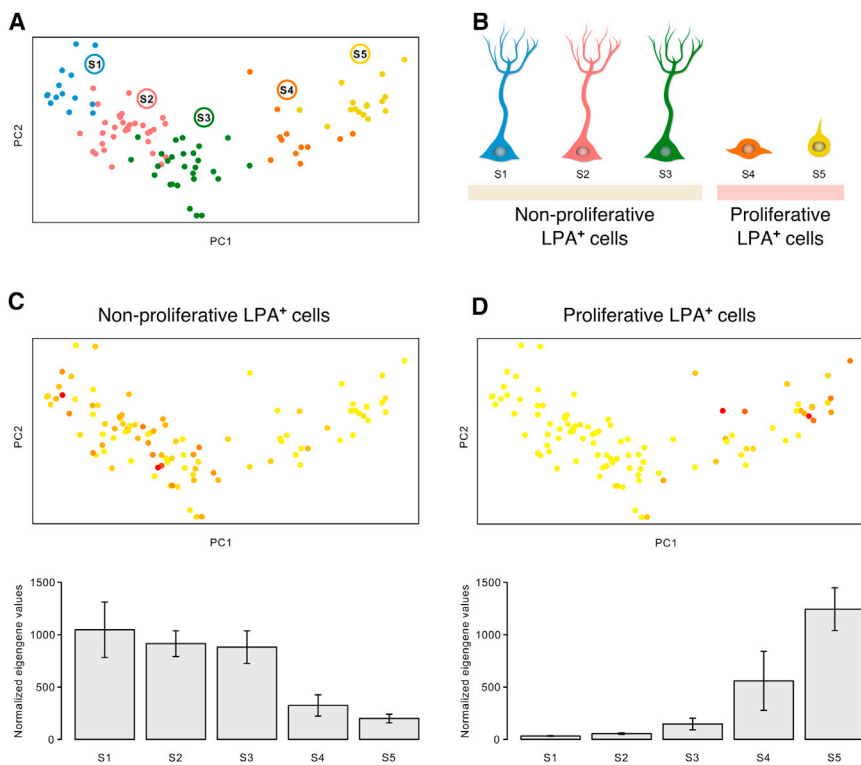 A
S1
S2
S3
S4
S5
PC2
PC1
B
S1 S2 S3 S4 S5
Non-proliferative
LPA+ cells
Proliferative
LPA+ cells
C
Non-proliferative LPA+ cells
PC2
PC1
Normalized eigengene values
1500
1000
500
0
S1 S2 S3 S4 S5
D
Proliferative LPA+ cells
PC2
PC1
Normalized eigengene values
1500
1000
500
0
S1 S2 S3 S4 S5